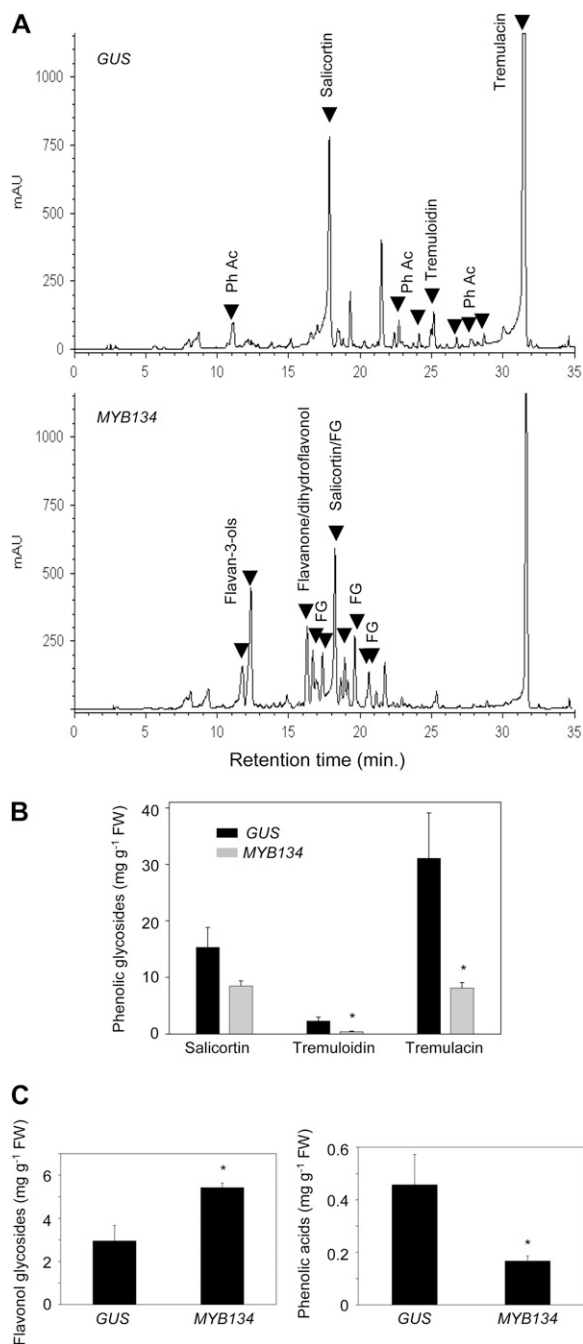 A
GUS
Salicortin
Tremulacin
Ph Ac
Ph Ac
Tremuloidin
Ph Ac
mAU
1000
750
500
250
0
0 5 10 15 20 25 30 35
MYB134
Flavan-3-ols
Flavanone/dihydroflavonol
FG
Salicortin/FG
FG
FG
mAU
1000
750
500
250
0 5 10 15 20 25 30 35
Retention time (min.)
B
Phenolic glycosides (mg g-1 FW)
40
30
20
10
0
GUS
MYB134
*
*
Salicortin Tremuloidin Tremulacin
C
Flavonol glycosides (mg g-1 FW)
6
4
2
0
*
GUS MYB134
Phenolic acids (mg g-1 FW)
0.6
0.4
0.2
0
*
GUS MYB134